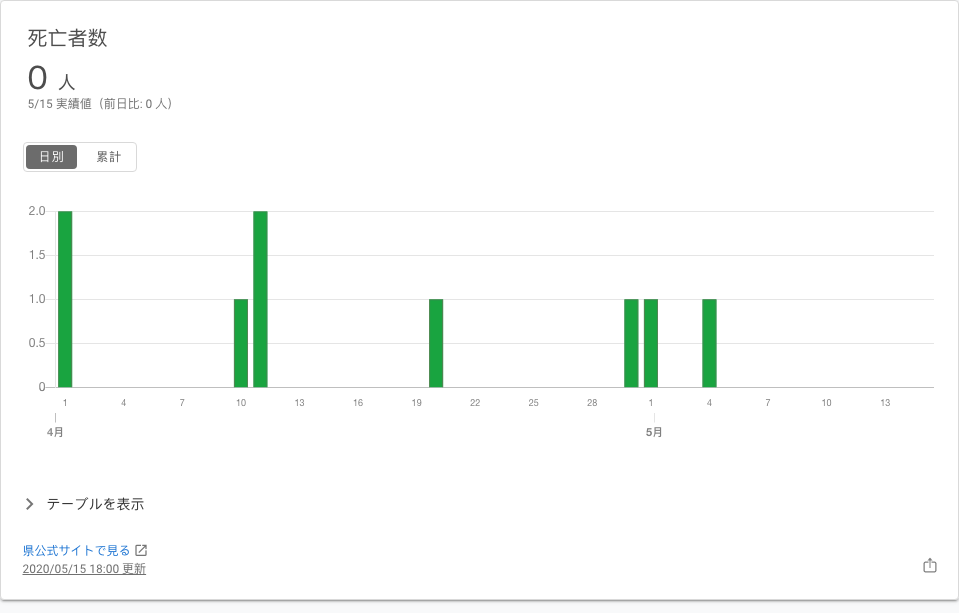 死亡者数
0 人
5/15 実績値（前日比: 0 人）
日別 累計
2.0
1.5
1.0
0.5
0
1 4 7 10 13 16 19 22 25 28 1 4 7 10 13
4月 5月
テーブルを表示
県公式サイトで見る
2020/05/15 18:00 更新